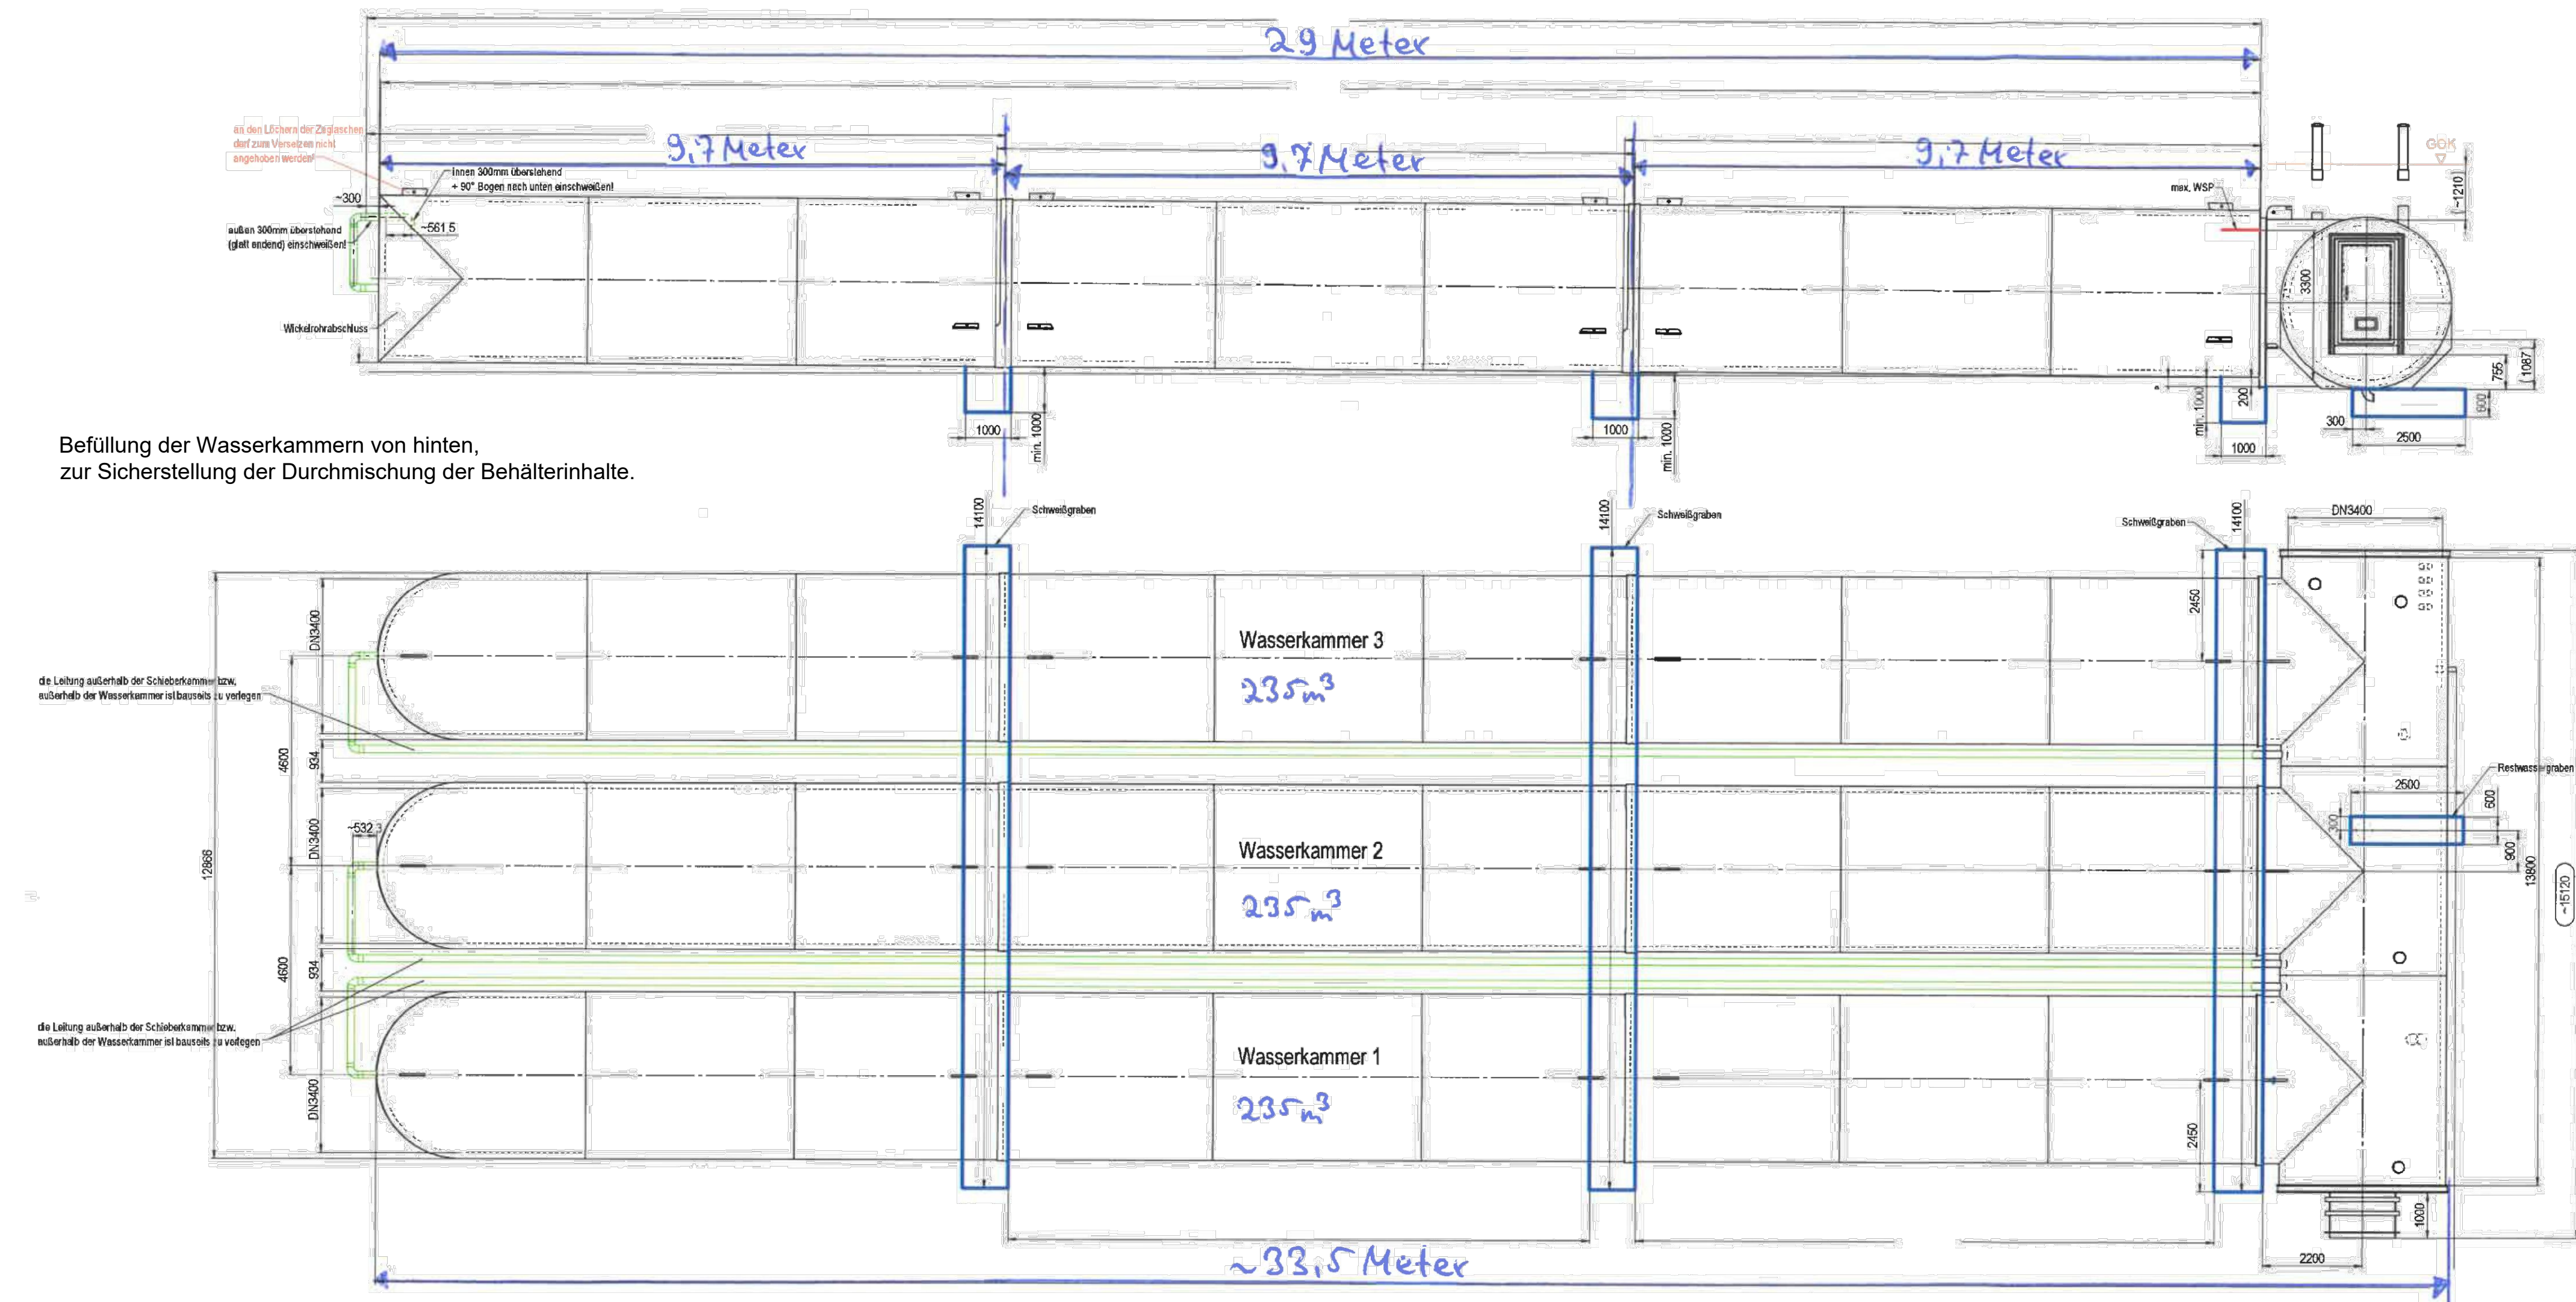 29 Meter
an den Löchern der Zuglaschen
darf zum Versetzen nicht
angehoben werden!
9,7 Meter
9,7 Meter
9,7 Meter
GOK
innen 300mm überstehend
+ 90° Bogen nach unten einschweißen!
max. WSP
~1210
~300
außen 300mm überstehend
(glatt endend) einschweißen!
~561.5
3300
Wickelrohrabschluss
755
(1087)
1000
min. 1000
1000
min. 1000
min. 1000
200
1000
300
600
2500
Befüllung der Wasserkammern von hinten,
zur Sicherstellung der Durchmischung der Behälterinhalte.
14100
Schweißgraben
14100
Schweißgraben
Schweißgraben
14100
DN3400
DN3400
Wasserkammer 3
235 m³
2450
die Leitung außerhalb der Schieberkammer bzw.
außerhalb der Wasserkammer ist bauseits zu verlegen
4600
934
Restwassergraben
2500
600
300
900
~532.3
DN3400
Wasserkammer 2
235 m³
12866
13800
~15120
4600
934
die Leitung außerhalb der Schieberkammer bzw.
außerhalb der Wasserkammer ist bauseits zu verlegen
Wasserkammer 1
235 m³
DN3400
2450
1000
2200
~33,5 Meter